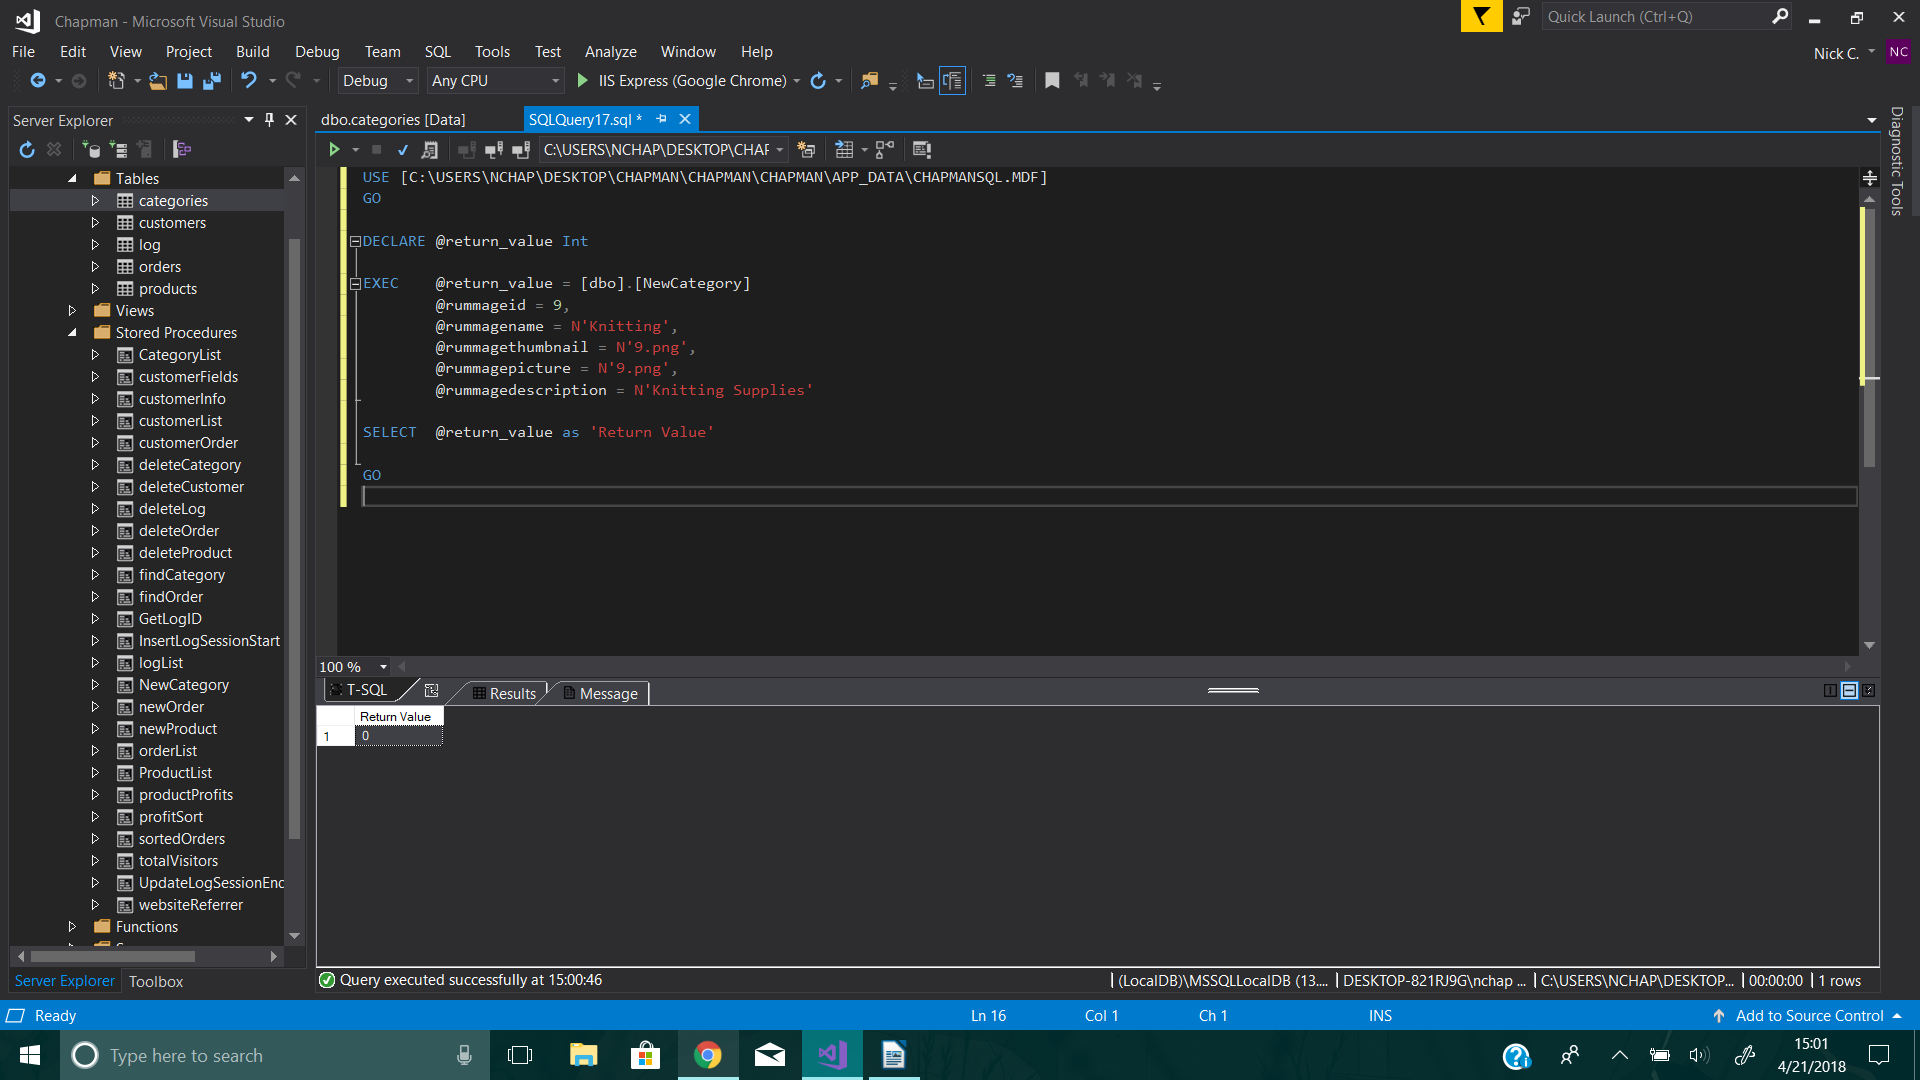 Chapman - Microsoft Visual Studio
Quick Launch (Ctrl+Q)
File Edit View Project Build Debug Team SQL Tools Test Analyze Window Help
Nick C. NC
Debug Any CPU IIS Express (Google Chrome)
Server Explorer
dbo.categories [Data] SQLQuery17.sql *
Diagnostic Tools
C:\USERS\NCHAP\DESKTOP\CHAP
Tables
categories
customers
log
orders
products
Views
Stored Procedures
CategoryList
customerFields
customerInfo
customerList
customerOrder
deleteCategory
deleteCustomer
deleteLog
deleteOrder
deleteProduct
findCategory
findOrder
GetLogID
InsertLogSessionStart
logList
NewCategory
newOrder
newProduct
orderList
ProductList
productProfits
profitSort
sortedOrders
totalVisitors
UpdateLogSessionEnd
websiteReferrer
Functions
Server Explorer Toolbox
USE [C:\USERS\NCHAP\DESKTOP\CHAPMAN\CHAPMAN\CHAPMAN\APP_DATA\CHAPMANSQL.MDF]
GO
DECLARE @return_value Int
EXEC @return_value = [dbo].[NewCategory]
@rummageid = 9,
@rummagename = N'Knitting',
@rummagethumbnail = N'9.png',
@rummagepicture = N'9.png',
@rummagedescription = N'Knitting Supplies'
SELECT @return_value as 'Return Value'
GO
100 %
T-SQL Results Message
Return Value
1 0
Query executed successfully at 15:00:46
(LocalDB)\MSSQLLocalDB (13.... DESKTOP-821RJ9G\nchap ... C:\USERS\NCHAP\DESKTOP... 00:00:00 1 rows
Ready Ln 16 Col 1 Ch 1 INS Add to Source Control
Type here to search
15:01
4/21/2018